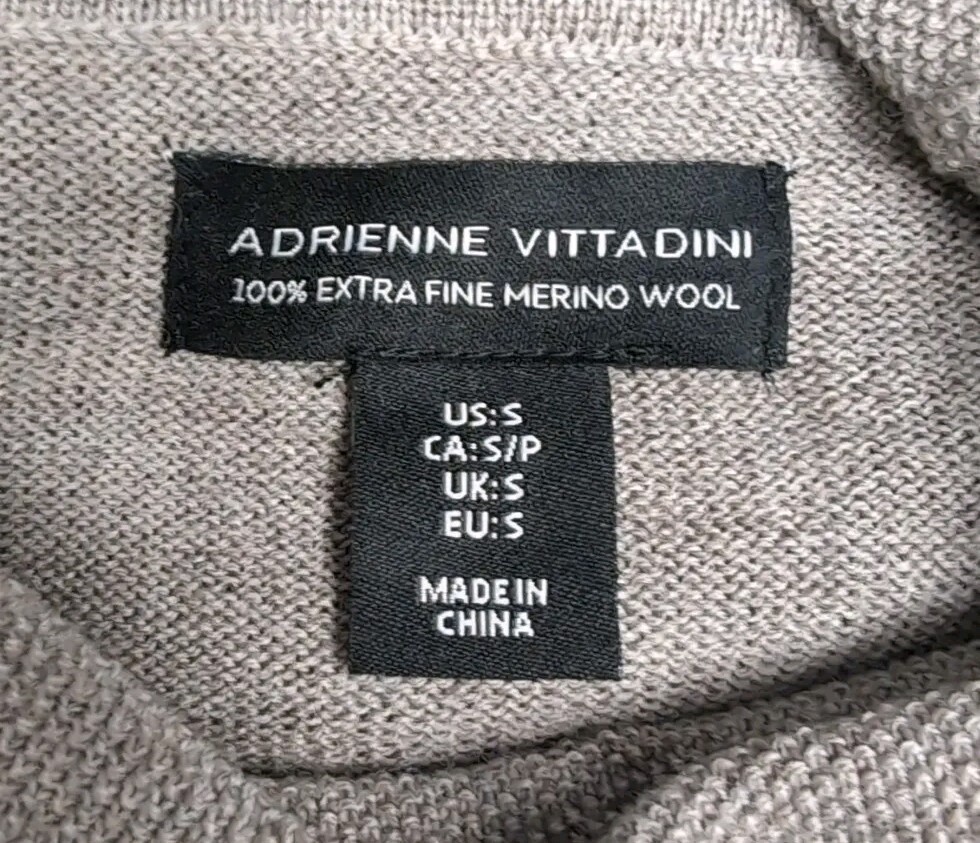 ADRIENNE VITTADINI
100% EXTRA FINE MERINO WOOL
US:S
CA:S/P
UK:S
EU:S
MADE IN
CHINA